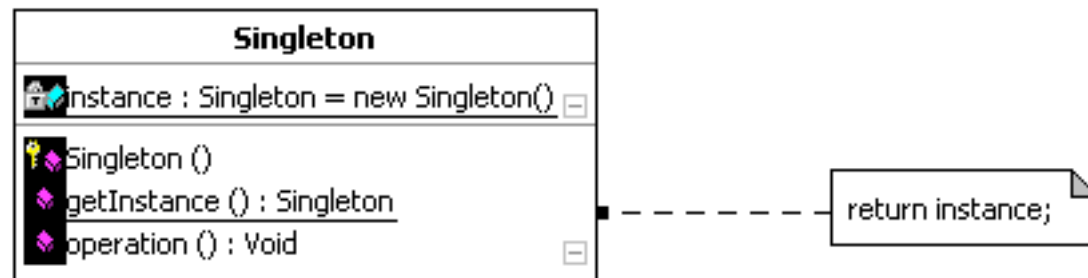 Singleton
instance : Singleton = new Singleton()
Singleton ()
getInstance () : Singleton
operation () : Void
return instance;